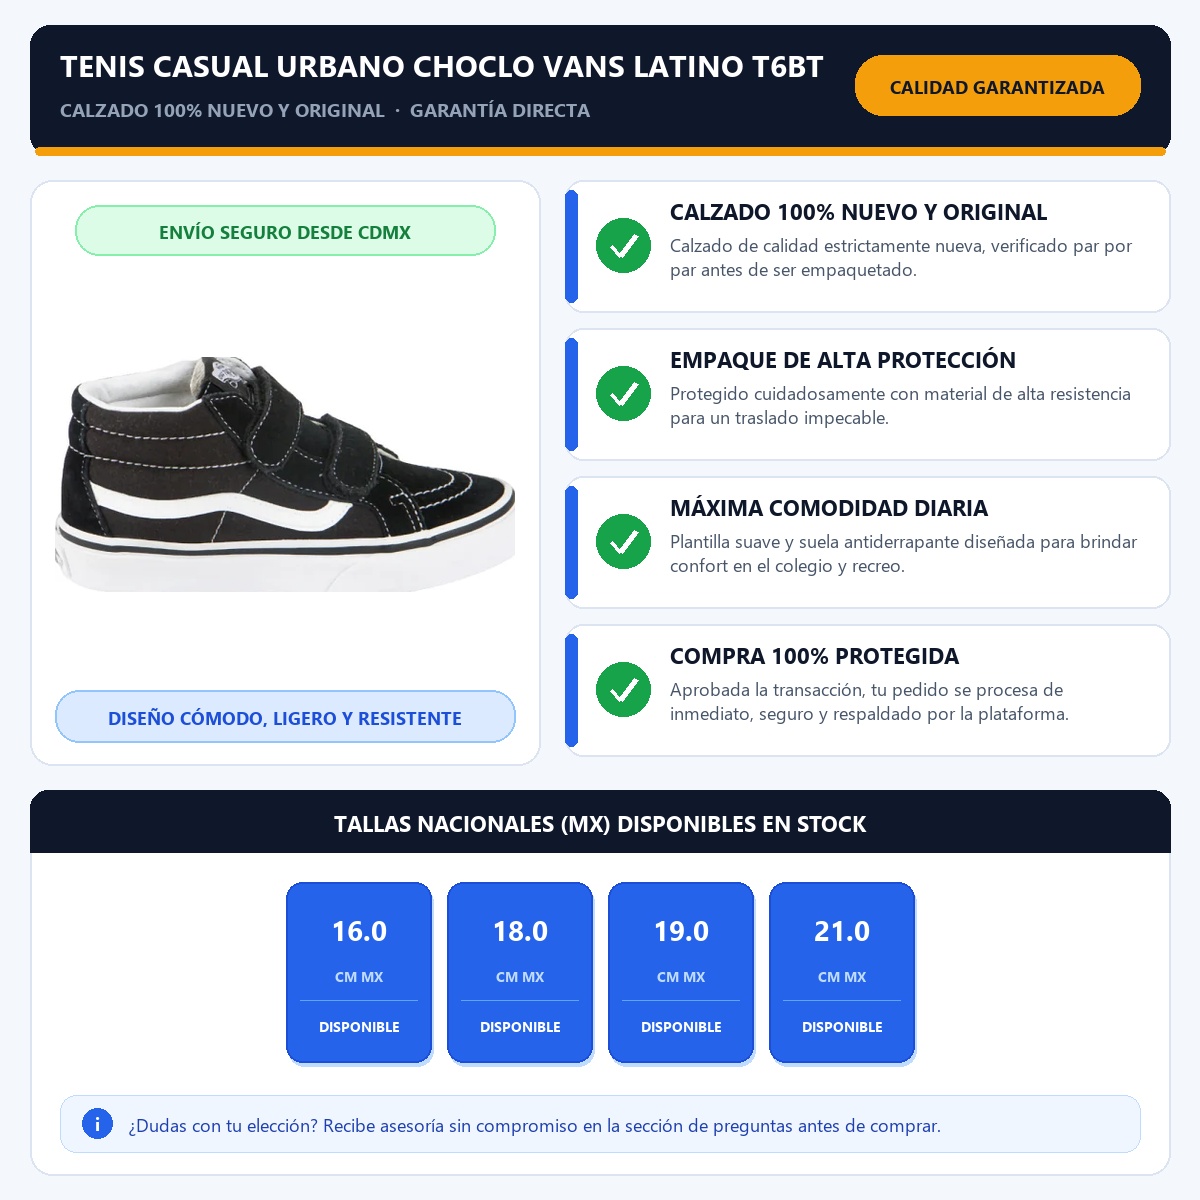 TENIS CASUAL URBANO CHOCLO VANS LATINO T6BT
CALZADO 100% NUEVO Y ORIGINAL · GARANTÍA DIRECTA
CALIDAD GARANTIZADA
ENVÍO SEGURO DESDE CDMX
DISEÑO CÓMODO, LIGERO Y RESISTENTE
CALZADO 100% NUEVO Y ORIGINAL
Calzado de calidad estrictamente nueva, verificado par por
par antes de ser empaquetado.
EMPAQUE DE ALTA PROTECCIÓN
Protegido cuidadosamente con material de alta resistencia
para un traslado impecable.
MÁXIMA COMODIDAD DIARIA
Plantilla suave y suela antiderrapante diseñada para brindar
confort en el colegio y recreo.
COMPRA 100% PROTEGIDA
Aprobada la transacción, tu pedido se procesa de
inmediato, seguro y respaldado por la plataforma.
TALLAS NACIONALES (MX) DISPONIBLES EN STOCK
16.0
CM MX
DISPONIBLE
18.0
CM MX
DISPONIBLE
19.0
CM MX
DISPONIBLE
21.0
CM MX
DISPONIBLE
¿Dudas con tu elección? Recibe asesoría sin compromiso en la sección de preguntas antes de comprar.